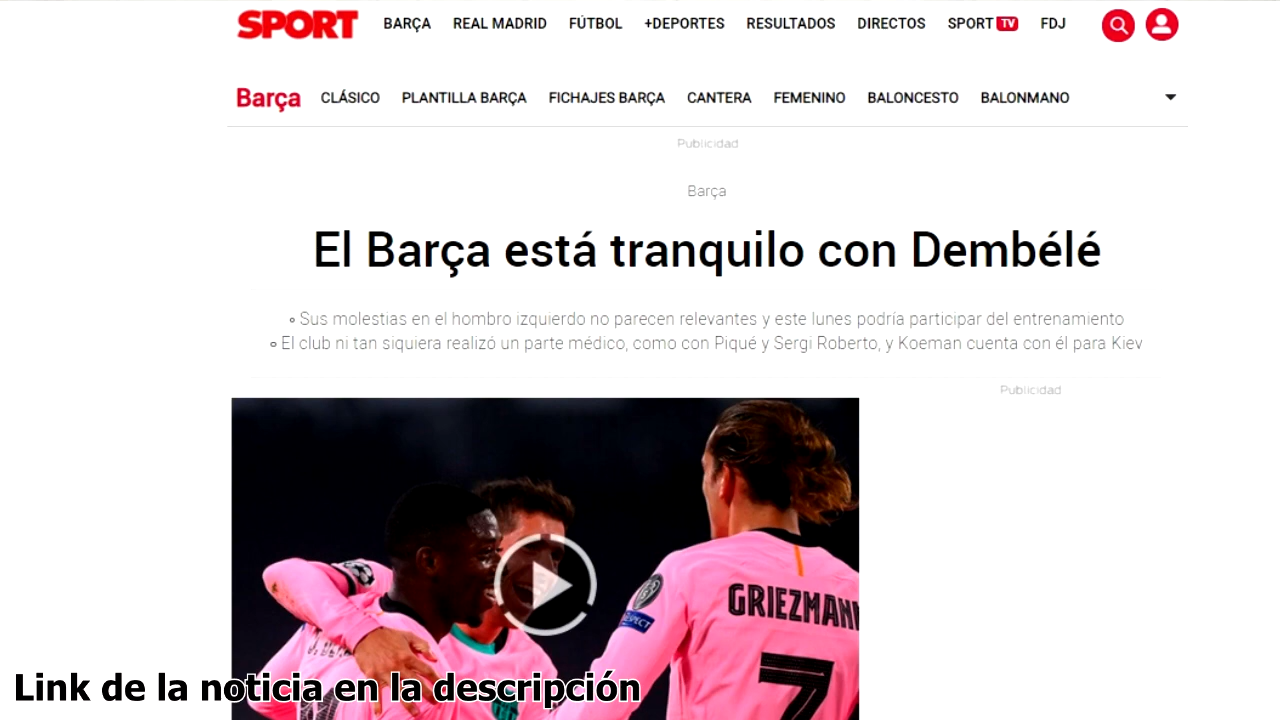 SPORT BARÇA REAL MADRID FÚTBOL +DEPORTES RESULTADOS DIRECTOS SPORT TV FDJ
Barça CLÁSICO PLANTILLA BARÇA FICHAJES BARÇA CANTERA FEMENINO BALONCESTO BALONMANO
Publicidad
Barça
El Barça está tranquilo con Dembélé
Sus molestias en el hombro izquierdo no parecen relevantes y este lunes podría participar del entrenamiento
El club ni tan siquiera realizó un parte médico, como con Piqué y Sergi Roberto, y Koeman cuenta con él para Kiev
Publicidad
GRIEZMANN
RESPECT
7
Link de la noticia en la descripción